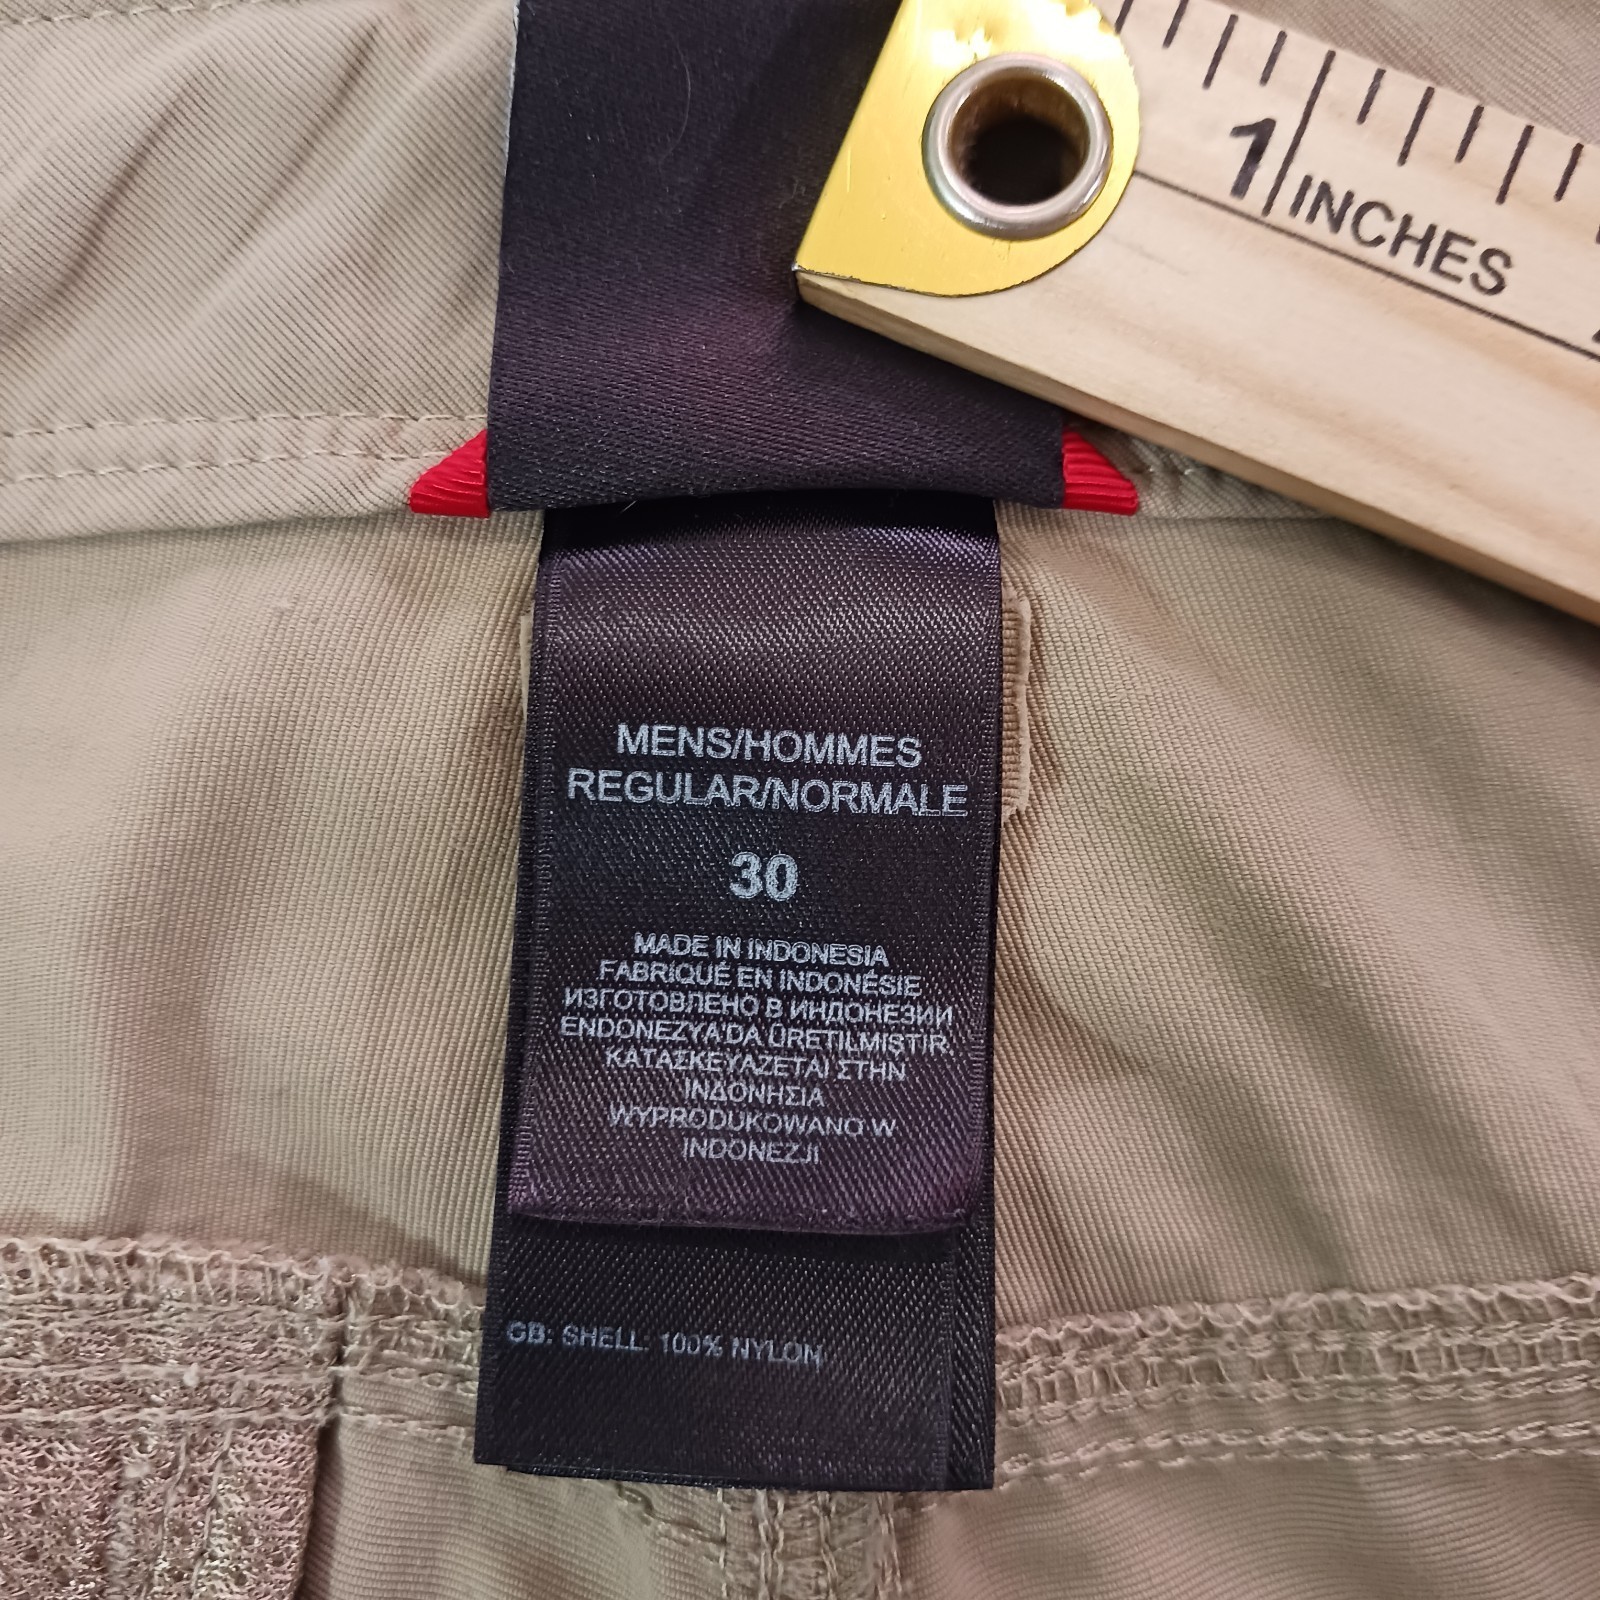 1
INCHES
MENS/HOMMES
REGULAR/NORMALE
30
MADE IN INDONESIA
FABRIQUÉ EN INDONÉSIE
ИЗГОТОВЛЕНО В ИНДОНЕЗИИ
ENDONEZYA'DA ÜRETILMIŞTIR
ΚΑΤΑΣΚΕΥΑΖΕΤΑΙ ΣΤΗΝ
ΙΝΔΟΝΗΣΙΑ
WYPRODUKOWANO W
INDONEZJI
GB: SHELL: 100% NYLON